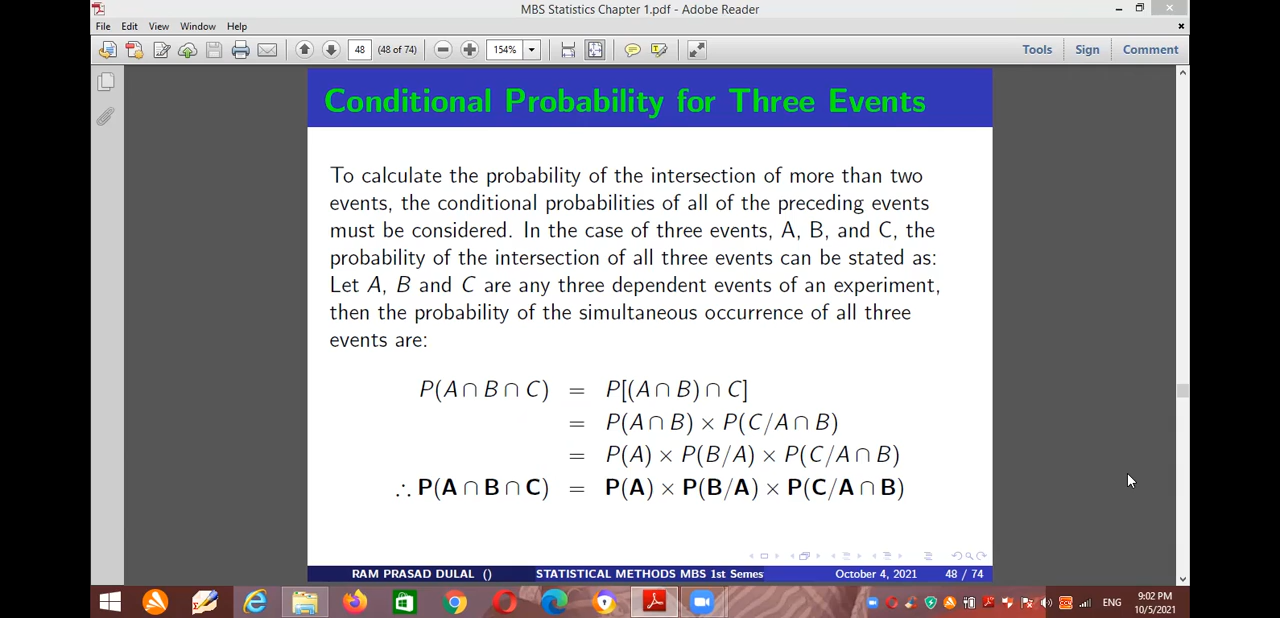 MBS Statistics Chapter 1.pdf - Adobe Reader
File Edit View Window Help
48 (48 of 74) 154% Tools Sign Comment
Conditional Probability for Three Events
To calculate the probability of the intersection of more than two
events, the conditional probabilities of all of the preceding events
must be considered. In the case of three events, A, B, and C, the
probability of the intersection of all three events can be stated as:
Let A, B and C are any three dependent events of an experiment,
then the probability of the simultaneous occurrence of all three
events are:
P(A ∩ B ∩ C) = P[(A ∩ B) ∩ C]
= P(A ∩ B) × P(C/A ∩ B)
= P(A) × P(B/A) × P(C/A ∩ B)
∴ P(A ∩ B ∩ C) = P(A) × P(B/A) × P(C/A ∩ B)
RAM PRASAD DULAL () STATISTICAL METHODS MBS 1st Semes October 4, 2021 48 / 74
ENG 9:02 PM
10/5/2021